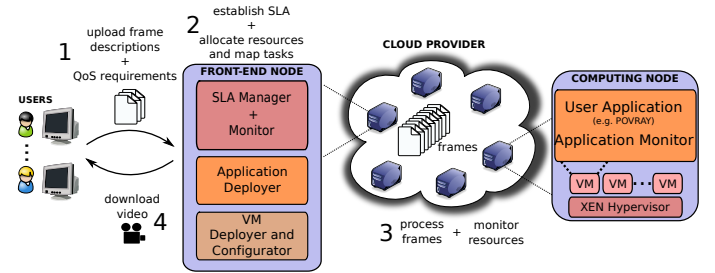 1
upload frame
descriptions
+
QoS requirements
2
establish SLA
+
allocate resources
and map tasks
USERS
FRONT-END NODE
SLA Manager
+
Monitor
Application
Deployer
VM
Deployer and
Configurator
download
video
4
CLOUD PROVIDER
frames
3
process
frames
+
monitor
resources
COMPUTING NODE
User Application
(e.g. POVRAY)
Application Monitor
VM
VM
VM
XEN Hypervisor